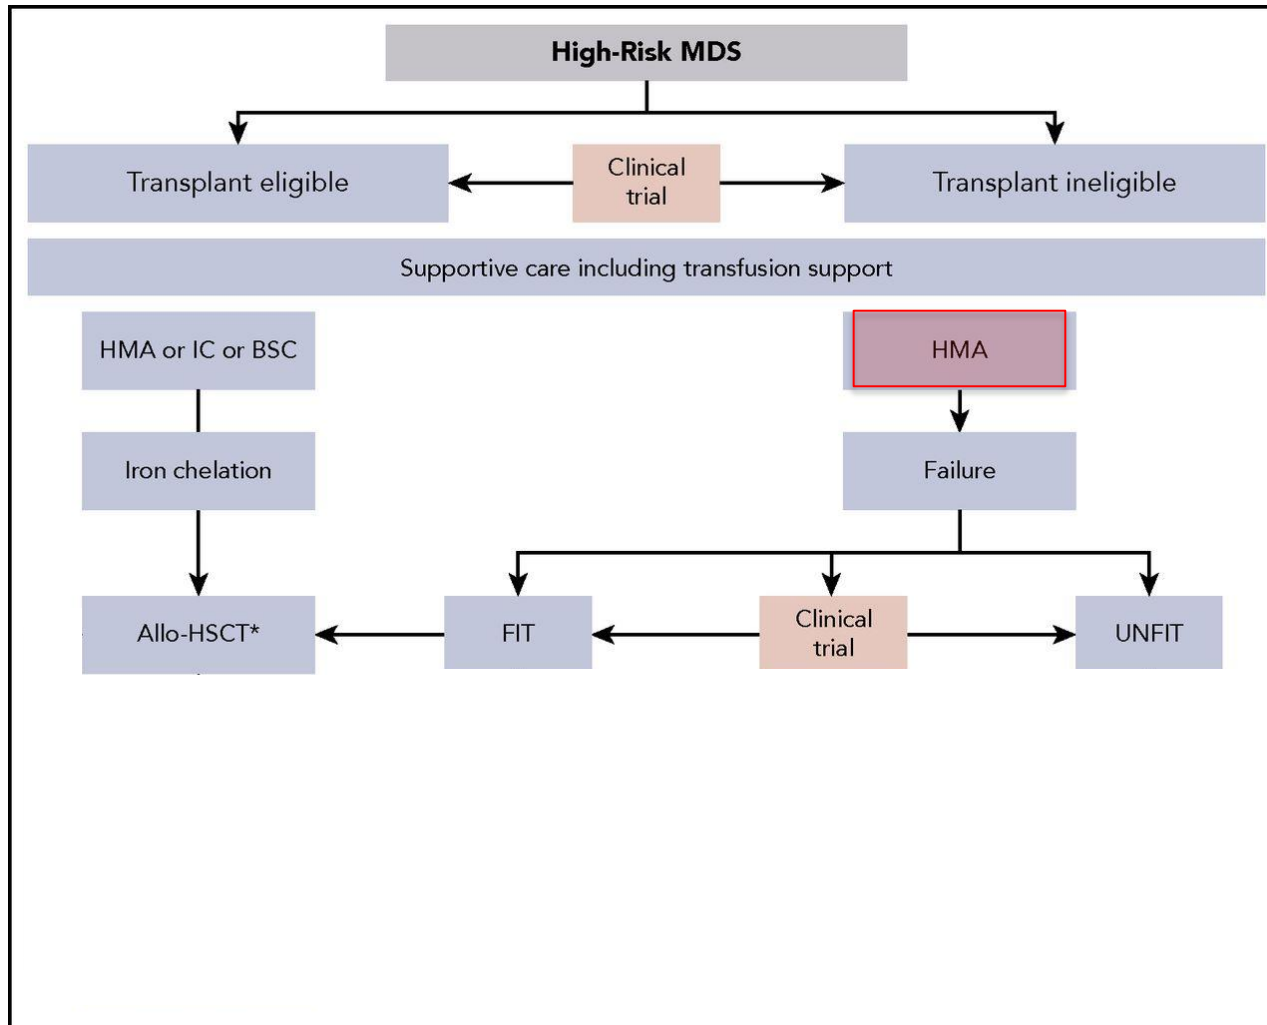 High-Risk MDS
Transplant eligible
Clinical
trial
Transplant ineligible
Supportive care including transfusion support
HMA or IC or BSC
HMA
Iron chelation
Failure
Allo-HSCT*
FIT
Clinical
trial
UNFIT